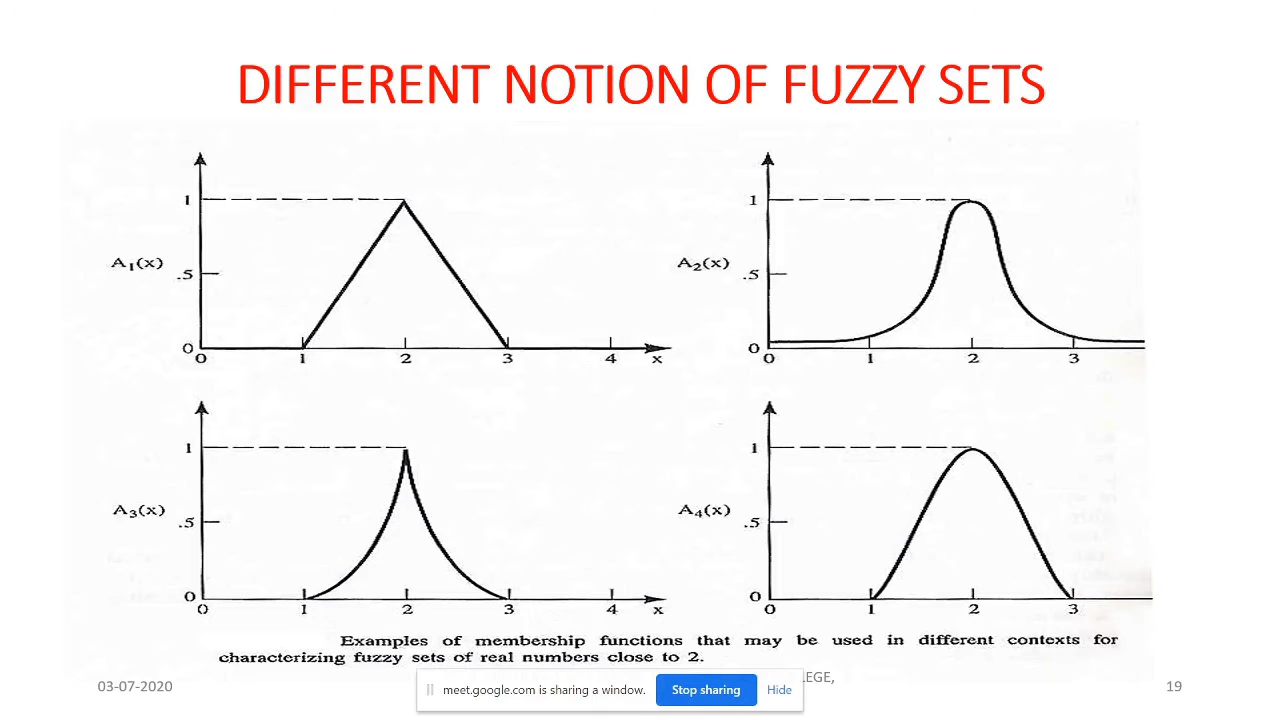 DIFFERENT NOTION OF FUZZY SETS
1
A1(x)
.5
0
0 1 2 3 4 x
1
A2(x)
.5
0
0 1 2 3
1
A3(x)
.5
0
0 1 2 3 4 x
1
A4(x)
.5
0
0 1 2 3
Examples of membership functions that may be used in different contexts for
characterizing fuzzy sets of real numbers close to 2.
03-07-2020
LEGE,
19
meet.google.com is sharing a window. Stop sharing Hide